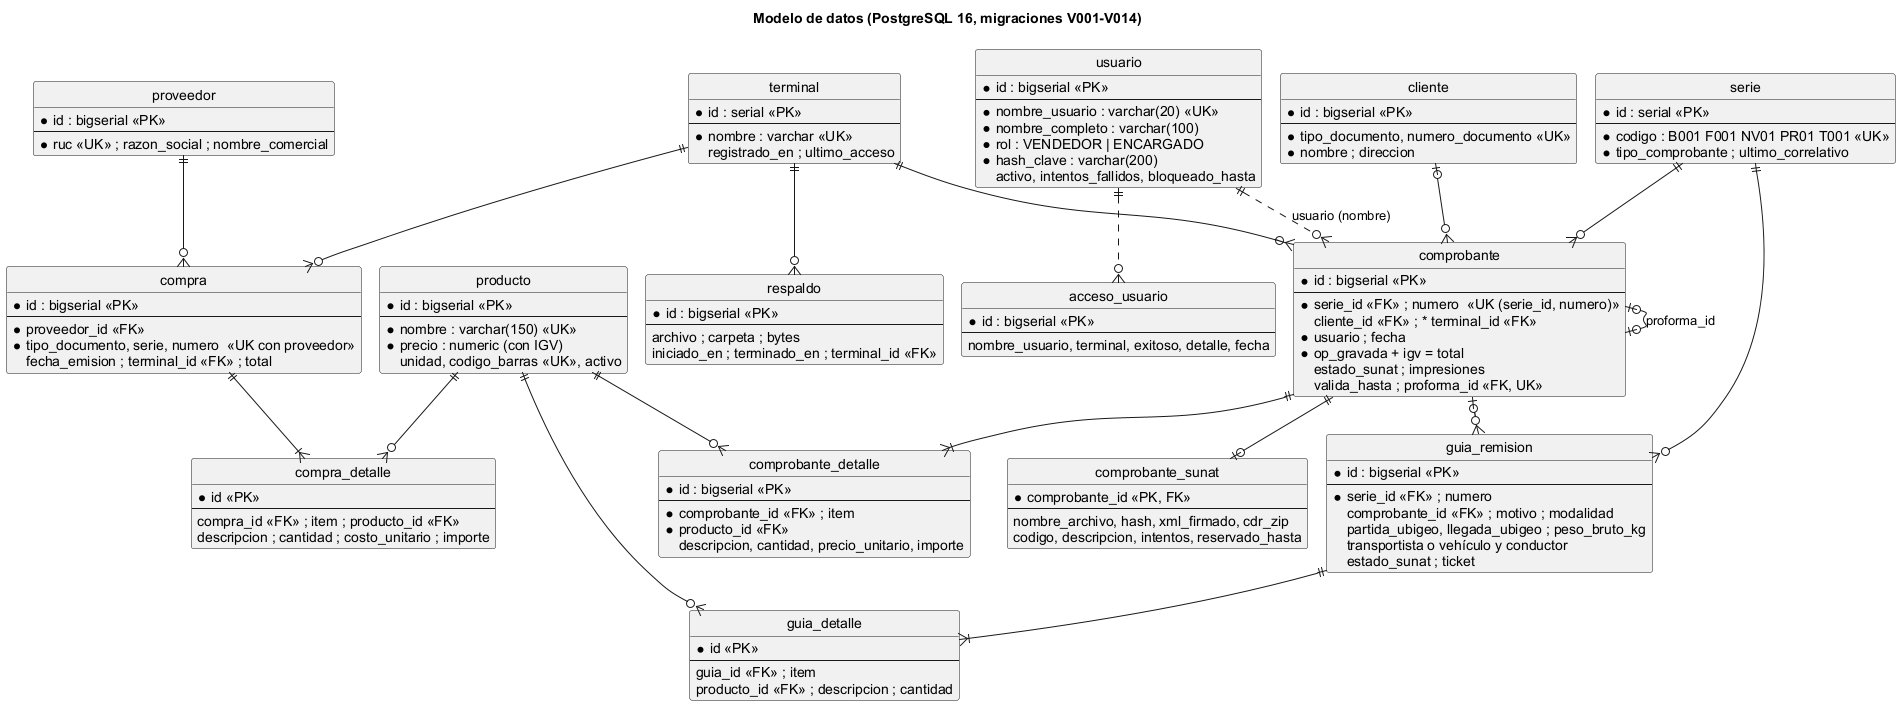 Modelo de datos (PostgreSQL 16, migraciones V001-V014)
proveedor
* id : bigserial «PK»
* ruc «UK» ; razon_social ; nombre_comercial
terminal
* id : serial «PK»
* nombre : varchar «UK»
registrado_en ; ultimo_acceso
usuario
* id : bigserial «PK»
* nombre_usuario : varchar(20) «UK»
* nombre_completo : varchar(100)
* rol : VENDEDOR | ENCARGADO
* hash_clave : varchar(200)
activo, intentos_fallidos, bloqueado_hasta
cliente
* id : bigserial «PK»
* tipo_documento, numero_documento «UK»
* nombre ; direccion
serie
* id : serial «PK»
* codigo : B001 F001 NV01 PR01 T001 «UK»
* tipo_comprobante ; ultimo_correlativo
usuario (nombre)
compra
* id : bigserial «PK»
* proveedor_id «FK»
* tipo_documento, serie, numero  «UK con proveedor»
fecha_emision ; terminal_id «FK» ; total
producto
* id : bigserial «PK»
* nombre : varchar(150) «UK»
* precio : numeric (con IGV)
unidad, codigo_barras «UK», activo
respaldo
* id : bigserial «PK»
archivo ; carpeta ; bytes
iniciado_en ; terminado_en ; terminal_id «FK»
acceso_usuario
* id : bigserial «PK»
nombre_usuario, terminal, exitoso, detalle, fecha
comprobante
* id : bigserial «PK»
* serie_id «FK» ; numero  «UK (serie_id, numero)»
cliente_id «FK» ; * terminal_id «FK»
* usuario ; fecha
* op_gravada + igv = total
estado_sunat ; impresiones
valida_hasta ; proforma_id «FK, UK»
proforma_id
compra_detalle
* id «PK»
compra_id «FK» ; item ; producto_id «FK»
descripcion ; cantidad ; costo_unitario ; importe
comprobante_detalle
* id : bigserial «PK»
* comprobante_id «FK» ; item
* producto_id «FK»
descripcion, cantidad, precio_unitario, importe
comprobante_sunat
* comprobante_id «PK, FK»
nombre_archivo, hash, xml_firmado, cdr_zip
codigo, descripcion, intentos, reservado_hasta
guia_remision
* id : bigserial «PK»
* serie_id «FK» ; numero
comprobante_id «FK» ; motivo ; modalidad
partida_ubigeo, llegada_ubigeo ; peso_bruto_kg
transportista o vehículo y conductor
estado_sunat ; ticket
guia_detalle
* id «PK»
guia_id «FK» ; item
producto_id «FK» ; descripcion ; cantidad